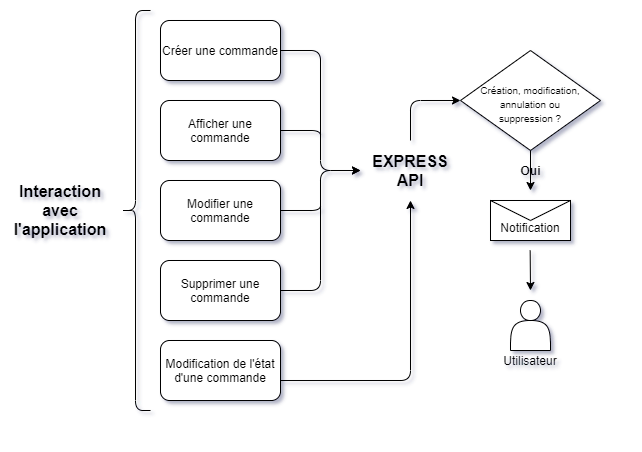 Interaction
avec
l'application
Créer une commande
Afficher une
commande
Modifier une
commande
Supprimer une
commande
Modification de l'état
d'une commande
EXPRESS
API
Création, modification,
annulation ou
suppression ?
Oui
Notification
Utilisateur